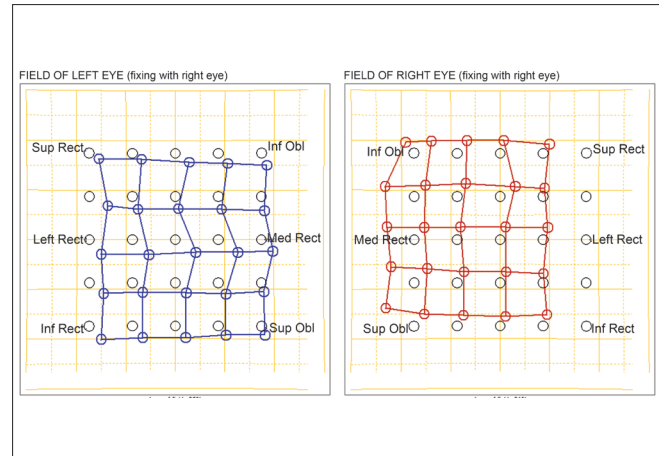 FIELD OF LEFT EYE (fixing with right eye)
FIELD OF RIGHT EYE (fixing with right eye)
Sup Rect
Inf Obl
Left Rect
Med Rect
Inf Rect
Sup Obl
Inf Obl
Sup Rect
Med Rect
Left Rect
Sup Obl
Inf Rect